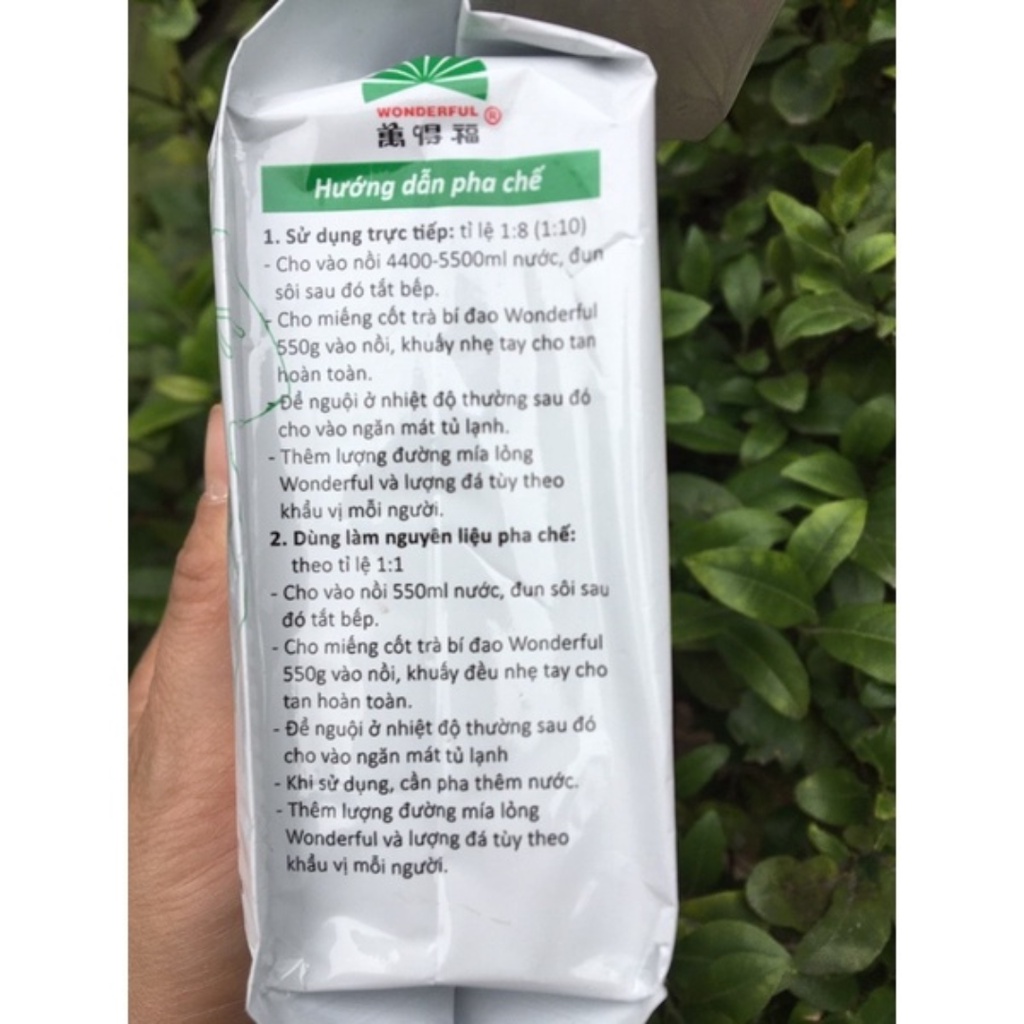 WONDERFUL ®
萬得福
Hướng dẫn pha chế
1. Sử dụng trực tiếp: tỉ lệ 1:8 (1:10)
- Cho vào nồi 4400-5500ml nước, đun
sôi sau đó tắt bếp.
- Cho miếng cốt trà bí đao Wonderful
550g vào nồi, khuấy nhẹ tay cho tan
hoàn toàn.
- Để nguội ở nhiệt độ thường sau đó
cho vào ngăn mát tủ lạnh.
- Thêm lượng đường mía lỏng
Wonderful và lượng đá tùy theo
khẩu vị mỗi người.
2. Dùng làm nguyên liệu pha chế:
theo tỉ lệ 1:1
- Cho vào nồi 550ml nước, đun sôi sau
đó tắt bếp.
- Cho miếng cốt trà bí đao Wonderful
550g vào nồi, khuấy đều nhẹ tay cho
tan hoàn toàn.
- Để nguội ở nhiệt độ thường sau đó
cho vào ngăn mát tủ lạnh
- Khi sử dụng, cần pha thêm nước.
- Thêm lượng đường mía lỏng
Wonderful và lượng đá tùy theo
khẩu vị mỗi người.